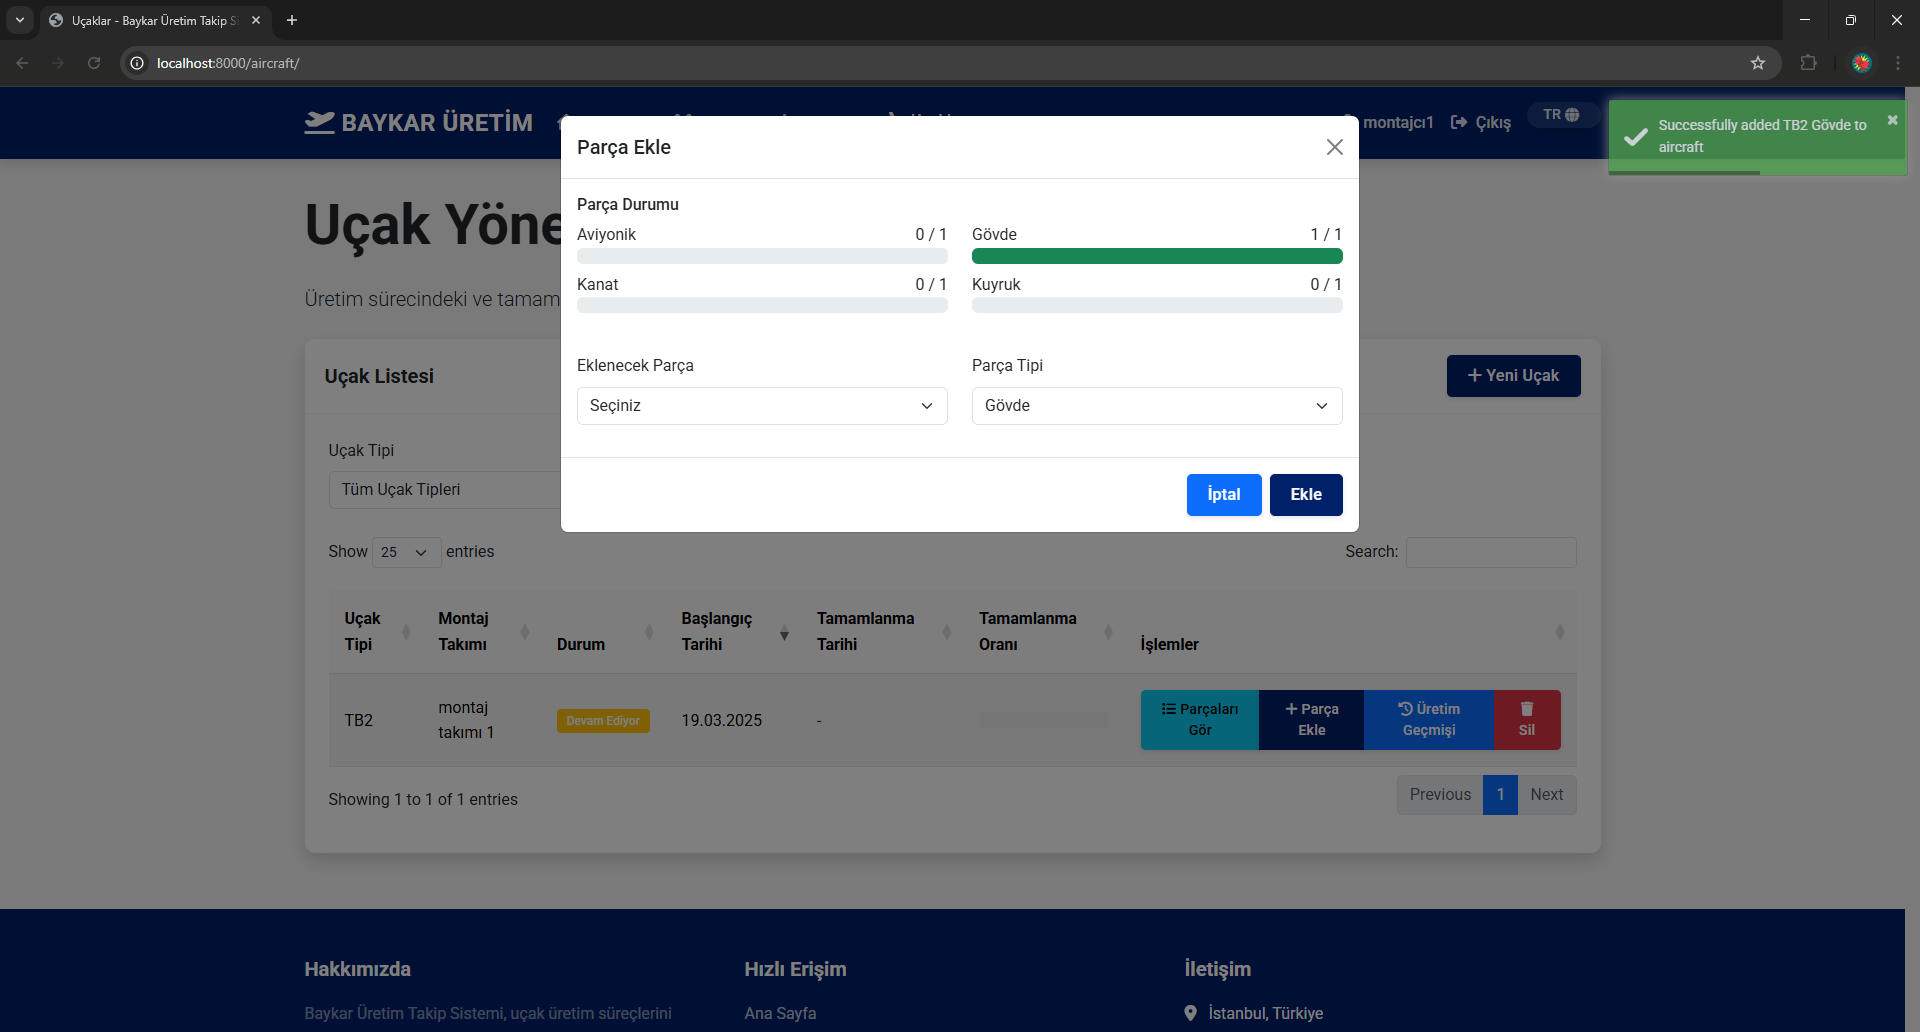 Uçaklar - Baykar Üretim Takip S
localhost:8000/aircraft/
BAYKAR ÜRETİM
montajcı1
Çıkış
TR
Successfully added TB2 Gövde to
aircraft
Parça Ekle
Parça Durumu
Aviyonik 0 / 1
Gövde 1 / 1
Kanat 0 / 1
Kuyruk 0 / 1
Eklenecek Parça
Parça Tipi
Seçiniz
Gövde
İptal
Ekle
Uçak Yöne
Üretim sürecindeki ve tamam
Uçak Listesi
Yeni Uçak
Uçak Tipi
Tüm Uçak Tipleri
Show 25 entries
Search:
Uçak
Tipi
Montaj
Takımı
Durum
Başlangıç
Tarihi
Tamamlanma
Tarihi
Tamamlanma
Oranı
İşlemler
TB2
montaj
takımı 1
Devam Ediyor
19.03.2025
-
Parçaları
Gör
Parça
Ekle
Üretim
Geçmişi
Sil
Showing 1 to 1 of 1 entries
Previous 1 Next
Hakkımızda
Baykar Üretim Takip Sistemi, uçak üretim süreçlerini
Hızlı Erişim
Ana Sayfa
İletişim
İstanbul, Türkiye